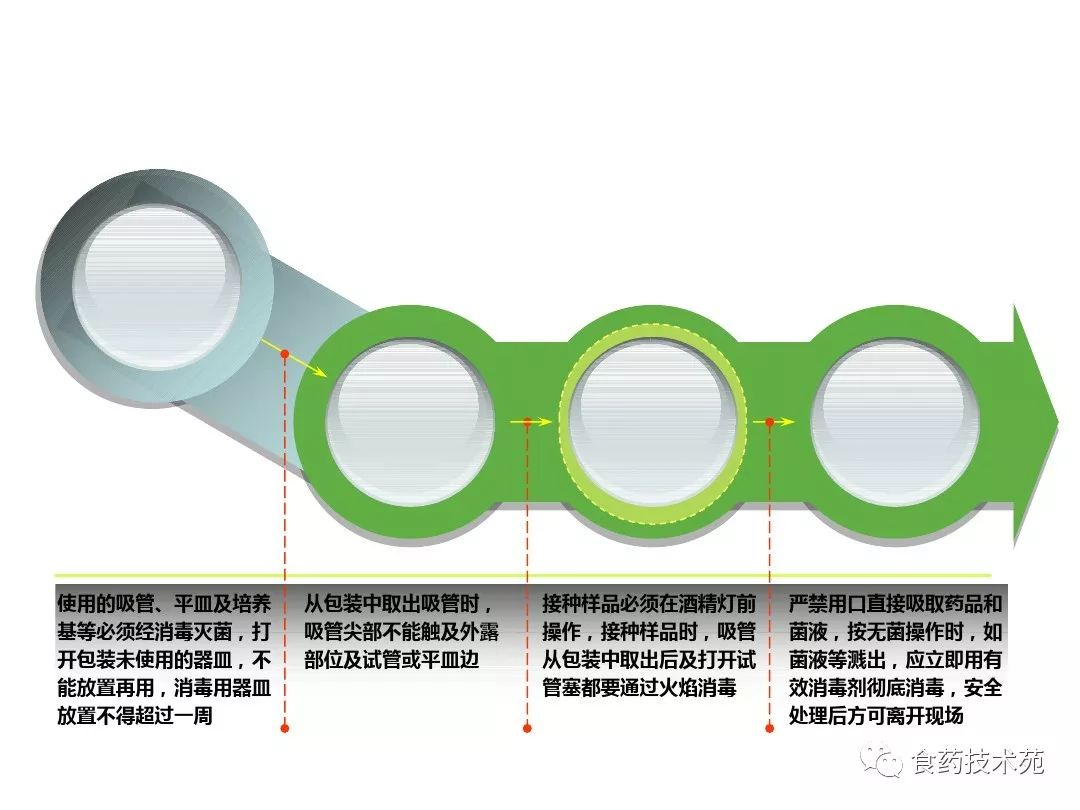 使用的吸管、平皿及培养
基等必须经消毒灭菌，打
开包装未使用的器皿，不
能放置再用，消毒用器皿
放置不得超过一周
从包装中取出吸管时，
吸管尖部不能触及外露
部位及试管或平皿边
接种样品必须在酒精灯前
操作，接种样品时，吸管
从包装中取出后及打开试
管塞都要通过火焰消毒
严禁用口直接吸取药品和
菌液，按无菌操作时，如
菌液等溅出，应立即用有
效消毒剂彻底消毒，安全
处理后方可离开现场
食药技术苑